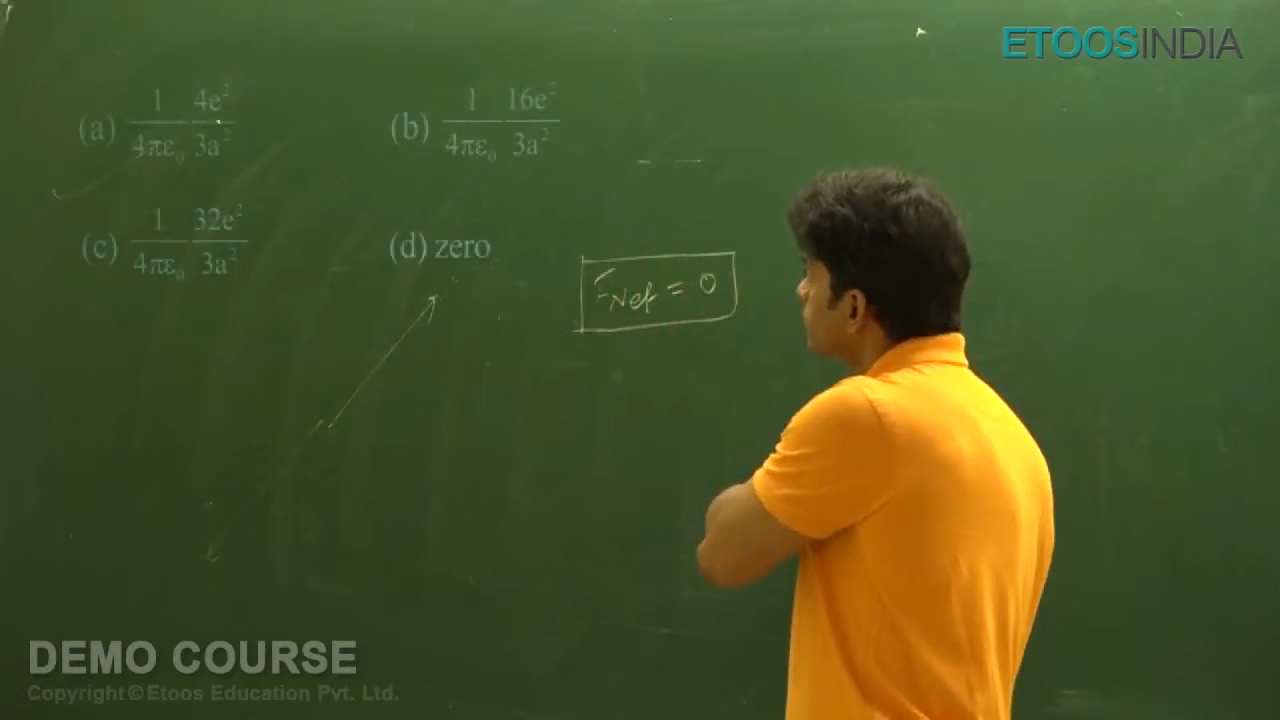 ETOOSINDIA
(a) 1/4πε₀ 4e²/3a² (b) 1/4πε₀ 16e²/3a²
(c) 1/4πε₀ 32e²/3a² (d) zero
F_Net = 0
DEMO COURSE
Copyright © Etoos Education Pvt. Ltd.